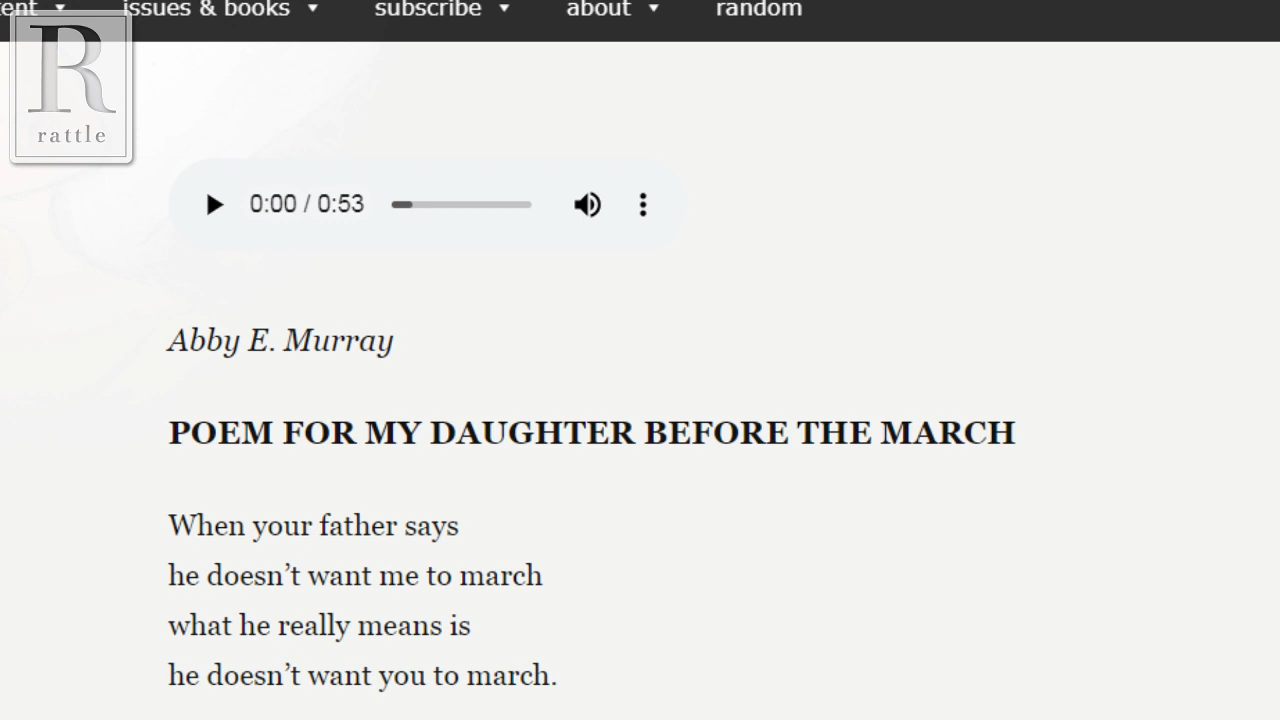 ent issues & books subscribe about random
R
rattle
0:00 / 0:53
Abby E. Murray
POEM FOR MY DAUGHTER BEFORE THE MARCH
When your father says
he doesn’t want me to march
what he really means is
he doesn’t want you to march.